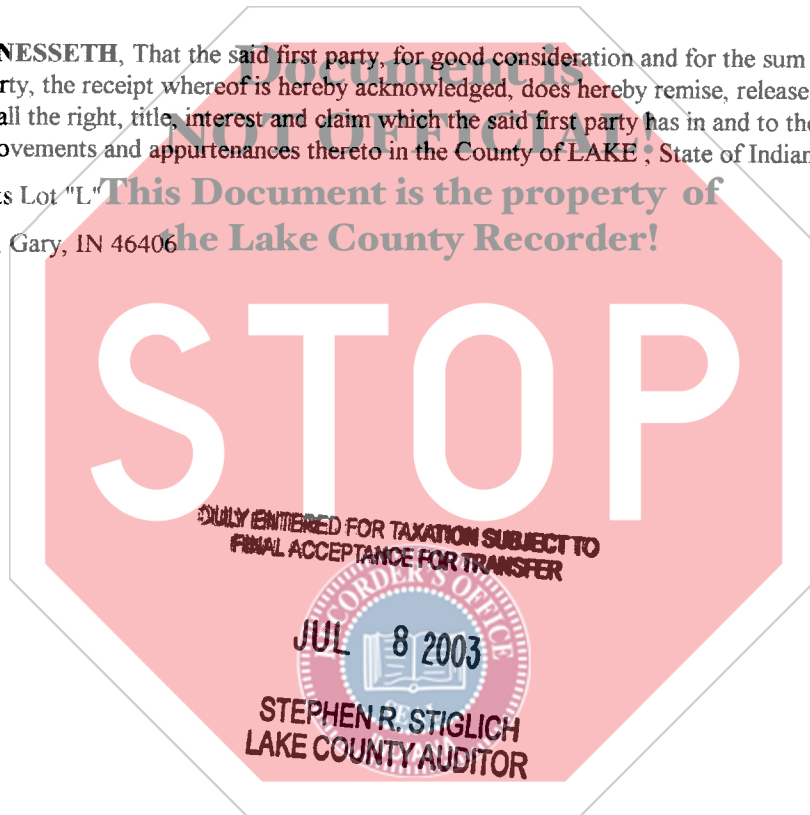 NESSETH, That the said first party, for good consideration and for the sum
rty, the receipt whereof is hereby acknowledged, does hereby remise, release
all the right, title, interest and claim which the said first party has in and to the
ovements and appurtenances thereto in the County of LAKE ; State of Indian
s Lot "L"
Gary, IN 46406
Document is
NOT OFFICIAL!
This Document is the property of
the Lake County Recorder!
STOP
DULY ENTERED FOR TAXATION SUBJECT TO
FINAL ACCEPTANCE FOR TRANSFER
RECORDER'S OFFICE
JUL 8 2003
SEAL
STEPHEN R. STIGLICH
LAKE COUNTY AUDITOR